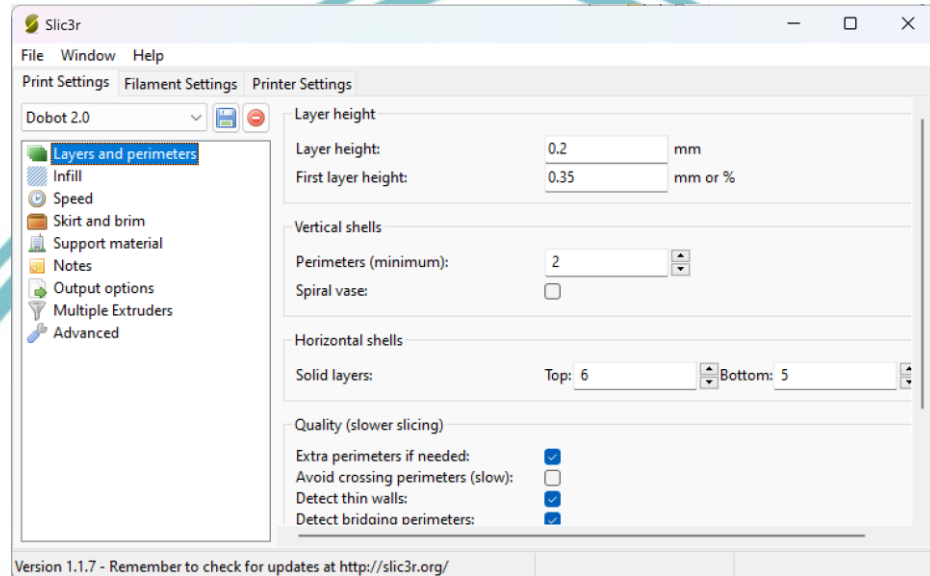 Slic3r
File Window Help
Print Settings Filament Settings Printer Settings
Dobot 2.0
Layers and perimeters
Infill
Speed
Skirt and brim
Support material
Notes
Output options
Multiple Extruders
Advanced
Layer height
Layer height: 0.2 mm
First layer height: 0.35 mm or %
Vertical shells
Perimeters (minimum): 2
Spiral vase:
Horizontal shells
Solid layers: Top: 6 Bottom: 5
Quality (slower slicing)
Extra perimeters if needed:
Avoid crossing perimeters (slow):
Detect thin walls:
Detect bridging perimeters:
Version 1.1.7 - Remember to check for updates at http://slic3r.org/